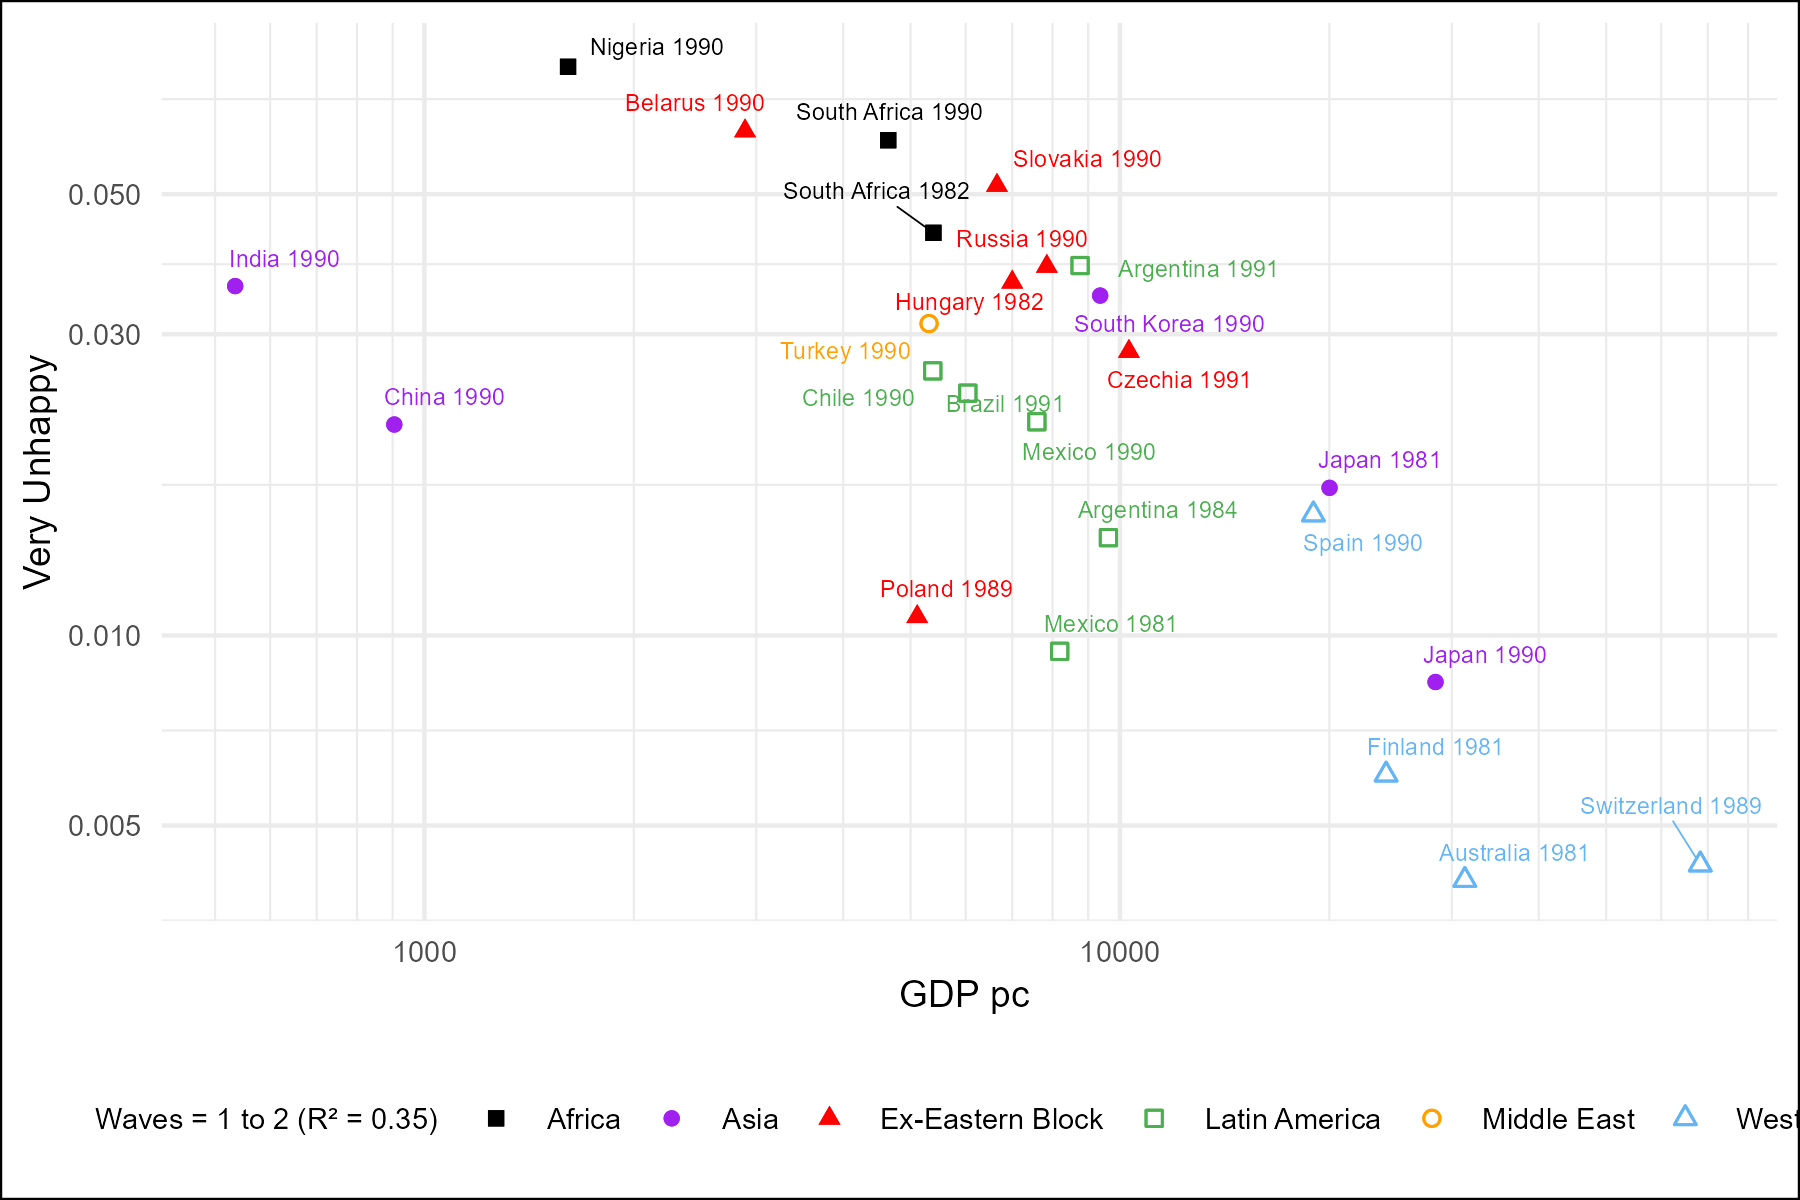 Nigeria 1990
Belarus 1990
South Africa 1990
Slovakia 1990
South Africa 1982
0.050
Russia 1990
India 1990
Argentina 1991
Hungary 1982
South Korea 1990
0.030
Turkey 1990
Czechia 1991
China 1990
Chile 1990
Brazil 1991
Mexico 1990
Japan 1981
Argentina 1984
Spain 1990
Very Unhappy
Poland 1989
Mexico 1981
0.010
Japan 1990
Finland 1981
Switzerland 1989
0.005
Australia 1981
1000
10000
GDP pc
Waves = 1 to 2 (R² = 0.35) Africa Asia Ex-Eastern Block Latin America Middle East West